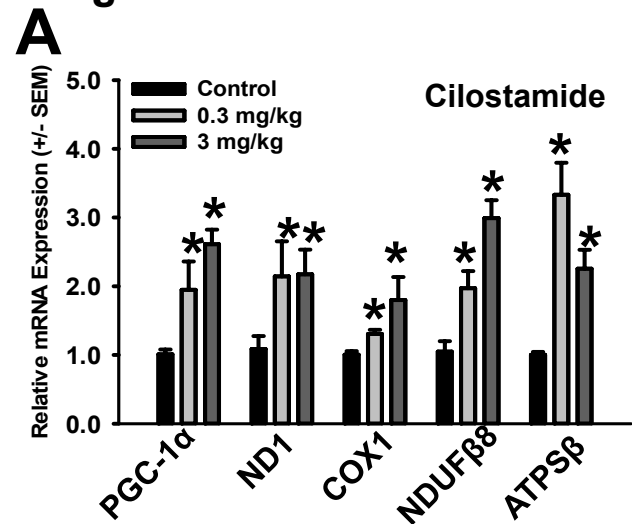 A
Relative mRNA Expression (+/- SEM)
5.0
4.0
3.0
2.0
1.0
0.0
Control
0.3 mg/kg
3 mg/kg
Cilostamide
* * * * * * * * * *
PGC-1α
ND1
COX1
NDUFβ8
ATPSβ